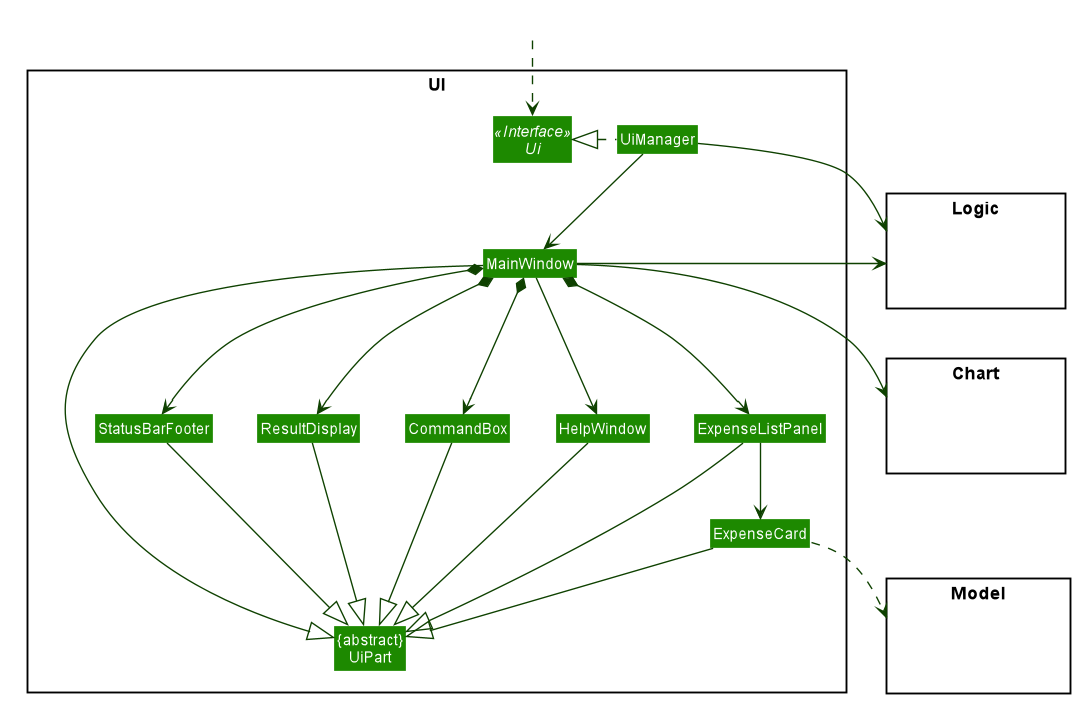 UI
«Interface»
Ui
UiManager
Logic
MainWindow
Chart
StatusBarFooter
ResultDisplay
CommandBox
HelpWindow
ExpenseListPanel
ExpenseCard
Model
{abstract}
UiPart